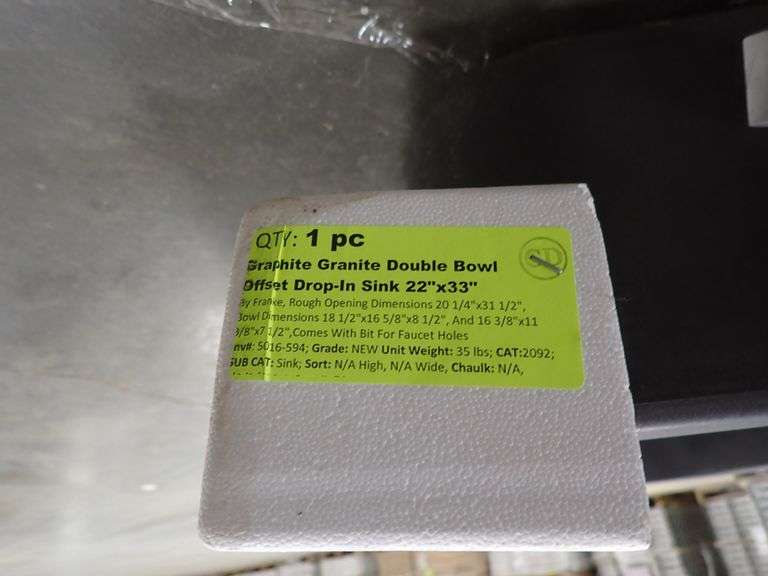 QTY: 1 pc
SD
Graphite Granite Double Bowl
Offset Drop-In Sink 22"x33"
By Franke, Rough Opening Dimensions 20 1/4"x31 1/2",
Bowl Dimensions 18 1/2"x16 5/8"x8 1/2", And 16 3/8"x11
3/8"x7 1/2",Comes With Bit For Faucet Holes
Inv#: 5016-594; Grade: NEW Unit Weight: 35 lbs; CAT:2092;
SUB CAT: Sink; Sort: N/A High, N/A Wide, Chaulk: N/A,